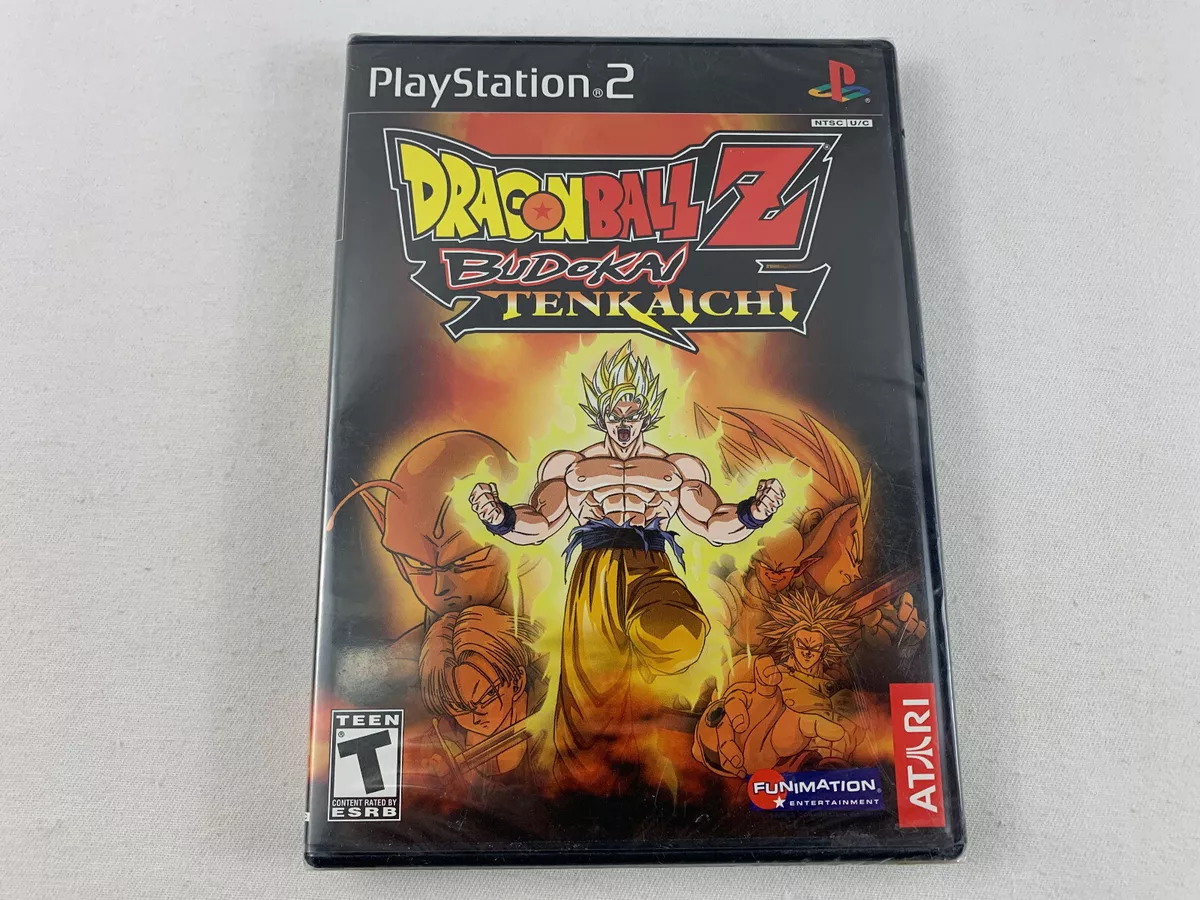 PlayStation®2
NTSC U/C
DRAGONBALL Z®
BUDOKAI
TENKAICHI
TEEN
T®
CONTENT RATED BY
ESRB
FUNIMATION®
ENTERTAINMENT
ATARI